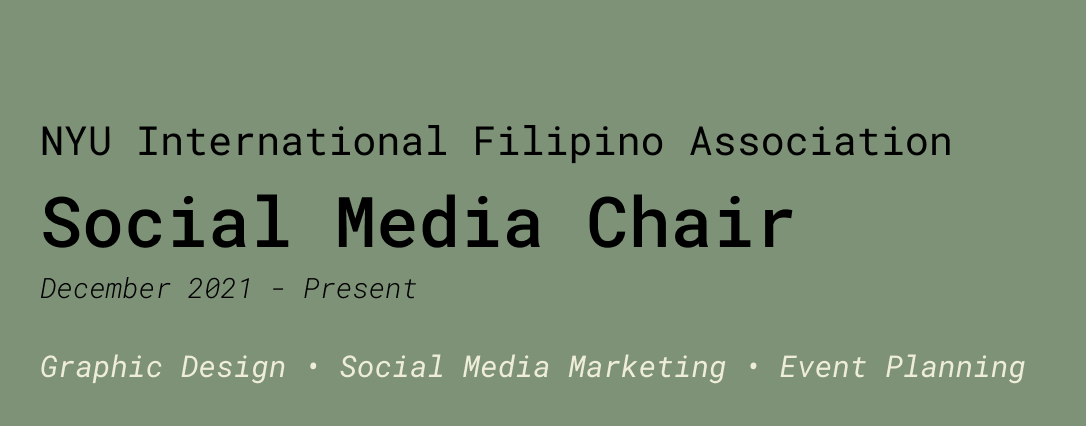 NYU International Filipino Association
Social Media Chair
December 2021 - Present
Graphic Design • Social Media Marketing • Event Planning